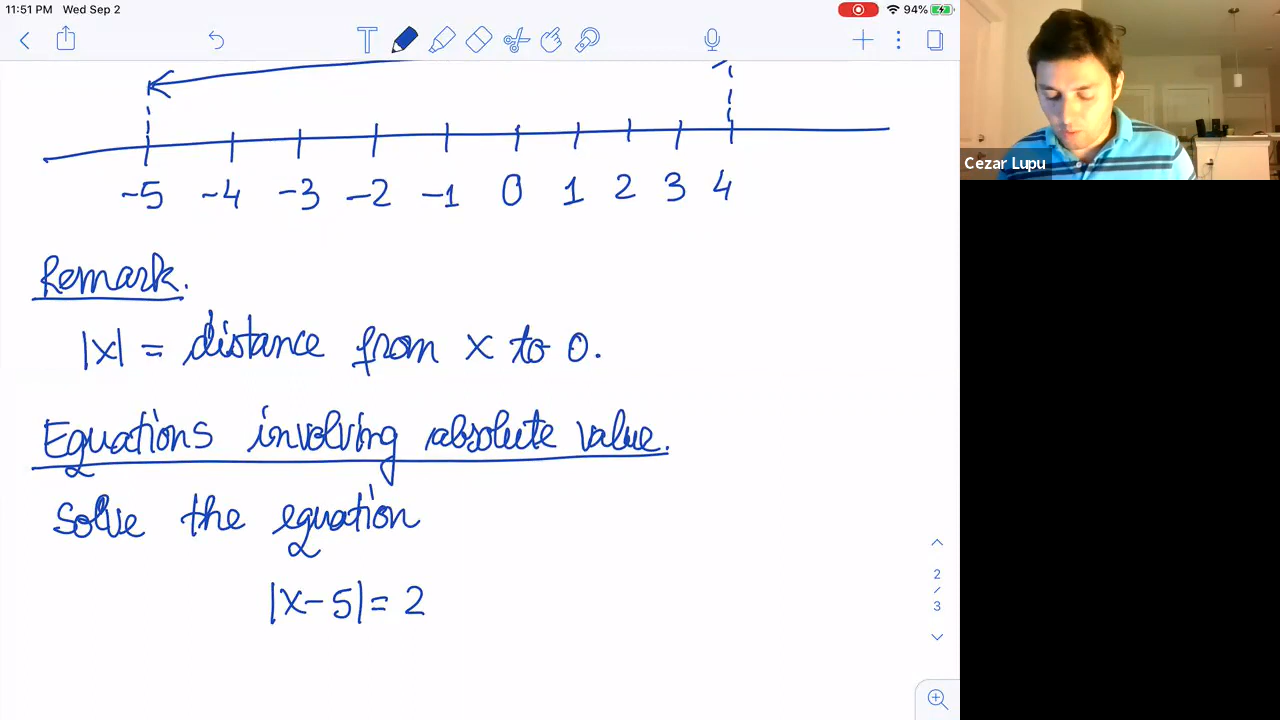 11:51 PM Wed Sep 2
94%
T
Cezar Lupu
-5 -4 -3 -2 -1 0 1 2 3 4
Remark.
|x| = distance from x to 0.
Equations involving absolute value.
Solve the equation
|x-5|= 2
2
/
3